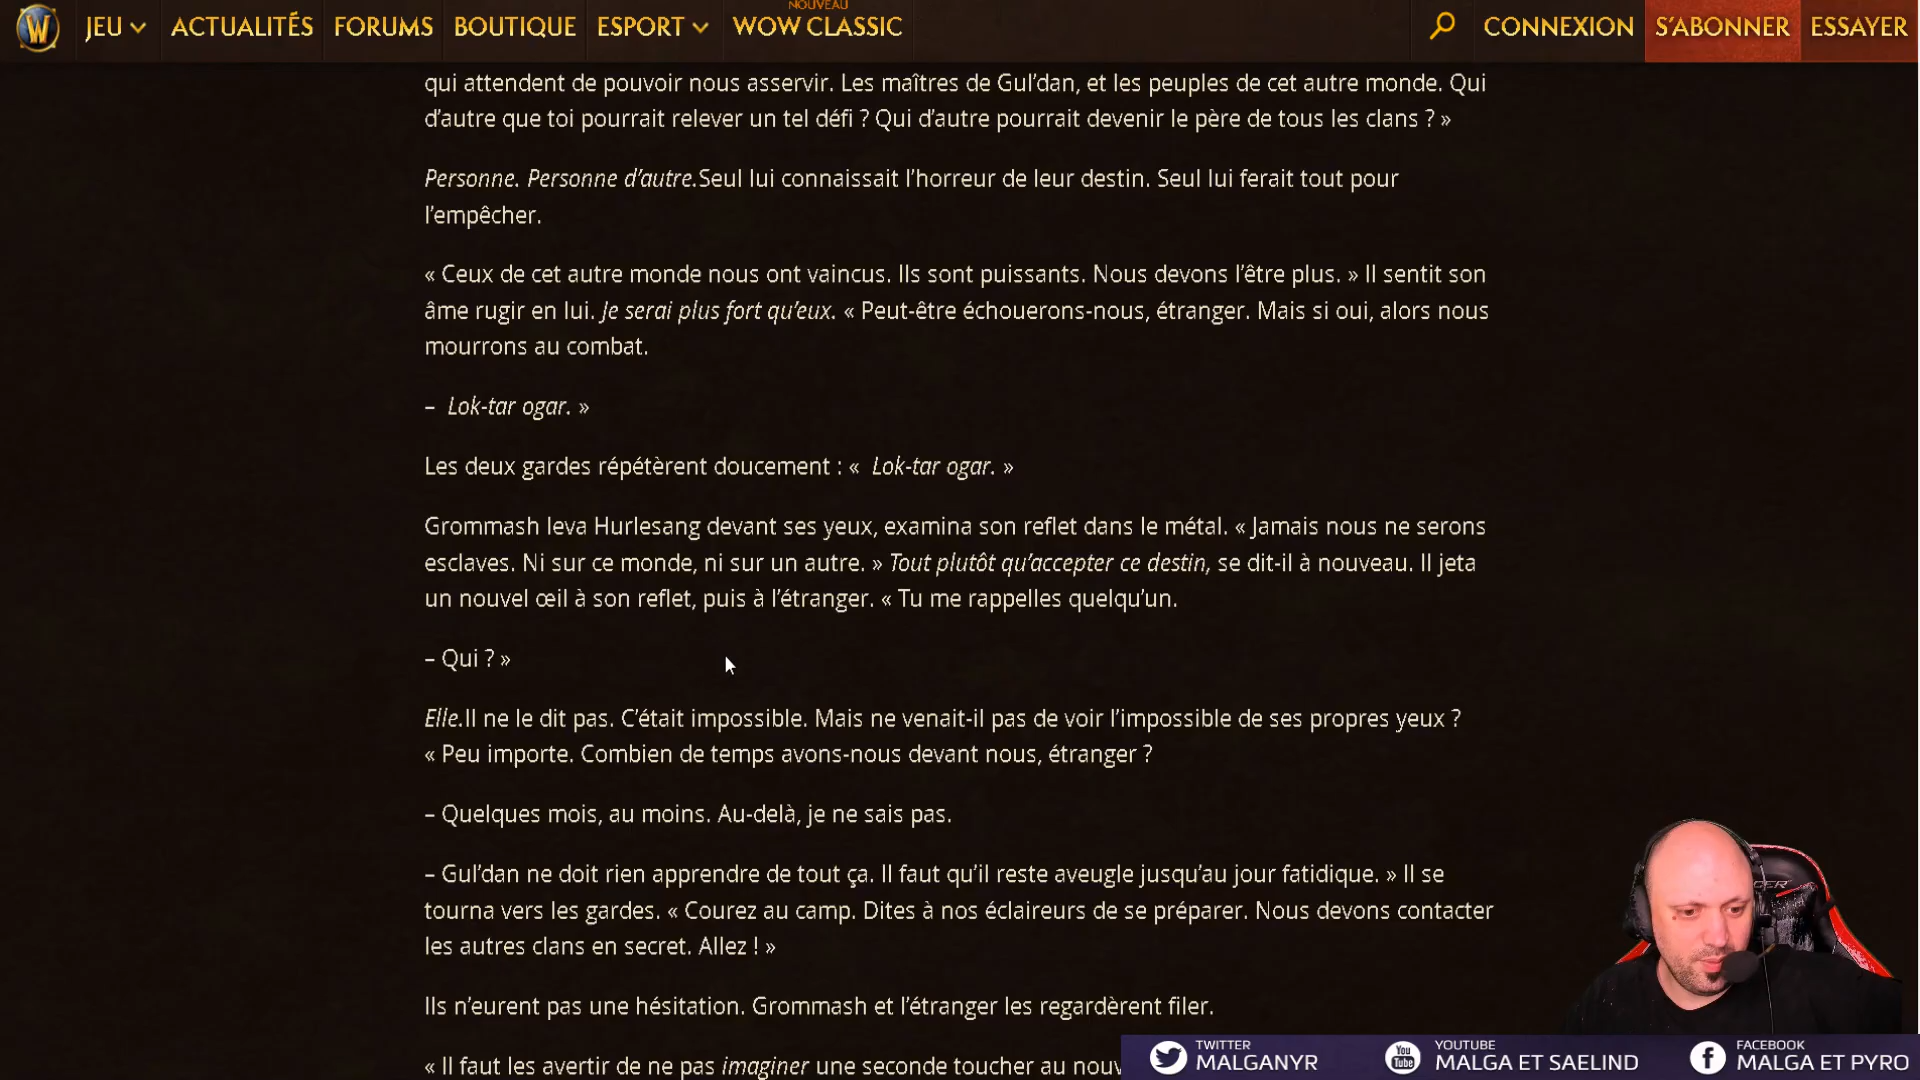 JEU
ACTUALITÉS
FORUMS
BOUTIQUE
ESPORT
NOUVEAU
WOW CLASSIC
CONNEXION
S'ABONNER
ESSAYER
qui attendent de pouvoir nous asservir. Les maîtres de Gul’dan, et les peuples de cet autre monde. Qui
d’autre que toi pourrait relever un tel défi ? Qui d’autre pourrait devenir le père de tous les clans ? »
Personne. Personne d’autre.Seul lui connaissait l’horreur de leur destin. Seul lui ferait tout pour
l’empêcher.
« Ceux de cet autre monde nous ont vaincus. Ils sont puissants. Nous devons l’être plus. » Il sentit son
âme rugir en lui. Je serai plus fort qu’eux. « Peut-être échouerons-nous, étranger. Mais si oui, alors nous
mourrons au combat.
– Lok-tar ogar. »
Les deux gardes répétèrent doucement : « Lok-tar ogar. »
Grommash leva Hurlesang devant ses yeux, examina son reflet dans le métal. « Jamais nous ne serons
esclaves. Ni sur ce monde, ni sur un autre. » Tout plutôt qu’accepter ce destin, se dit-il à nouveau. Il jeta
un nouvel œil à son reflet, puis à l’étranger. « Tu me rappelles quelqu’un.
– Qui ? »
Elle.Il ne le dit pas. C’était impossible. Mais ne venait-il pas de voir l’impossible de ses propres yeux ?
« Peu importe. Combien de temps avons-nous devant nous, étranger ?
– Quelques mois, au moins. Au-delà, je ne sais pas.
– Gul’dan ne doit rien apprendre de tout ça. Il faut qu’il reste aveugle jusqu’au jour fatidique. » Il se
tourna vers les gardes. « Courez au camp. Dites à nos éclaireurs de se préparer. Nous devons contacter
les autres clans en secret. Allez ! »
Ils n’eurent pas une hésitation. Grommash et l’étranger les regardèrent filer.
« Il faut les avertir de ne pas imaginer une seconde toucher au nouv
TWITTER
MALGANYR
YOUTUBE
MALGA ET SAELIND
FACEBOOK
MALGA ET PYRO